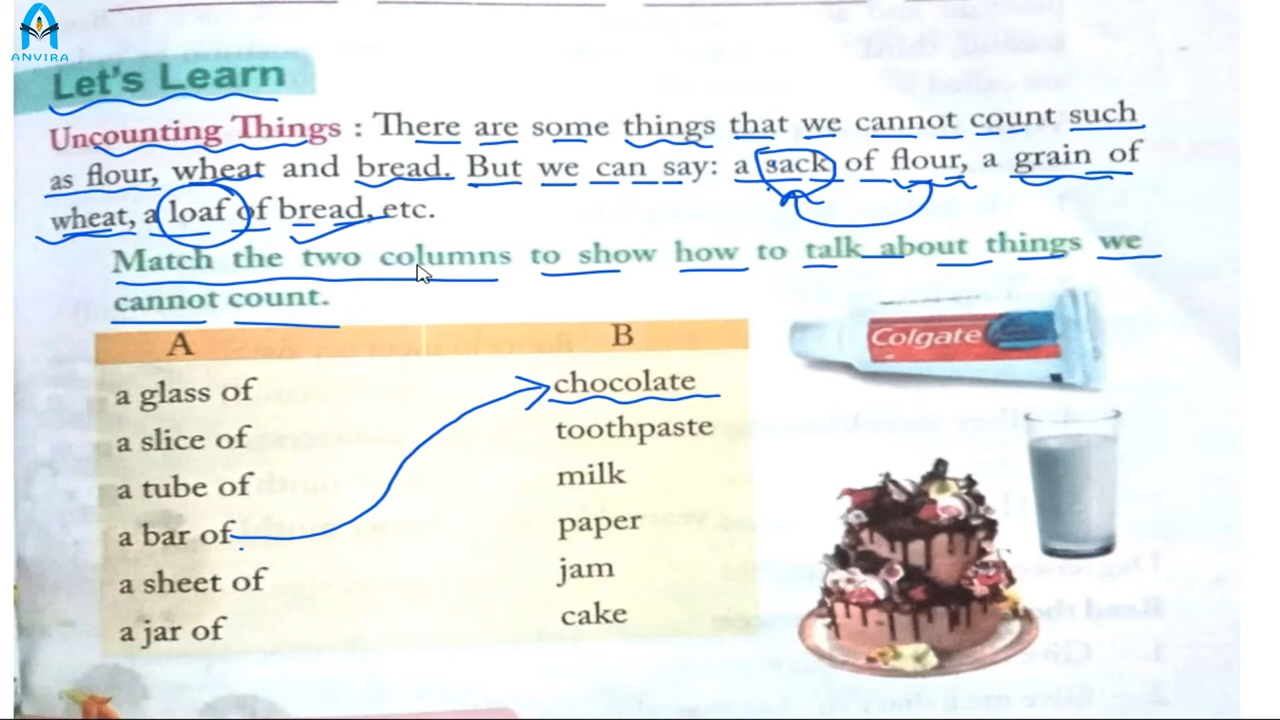 ANVIRA
Let's Learn
Uncounting Things : There are some things that we cannot count such
as flour, wheat and bread. But we can say: a sack of flour, a grain of
wheat, a loaf of bread, etc.
Match the two columns to show how to talk about things we
cannot count.
A B
a glass of chocolate
a slice of toothpaste
a tube of milk
a bar of paper
a sheet of jam
a jar of cake
Colgate